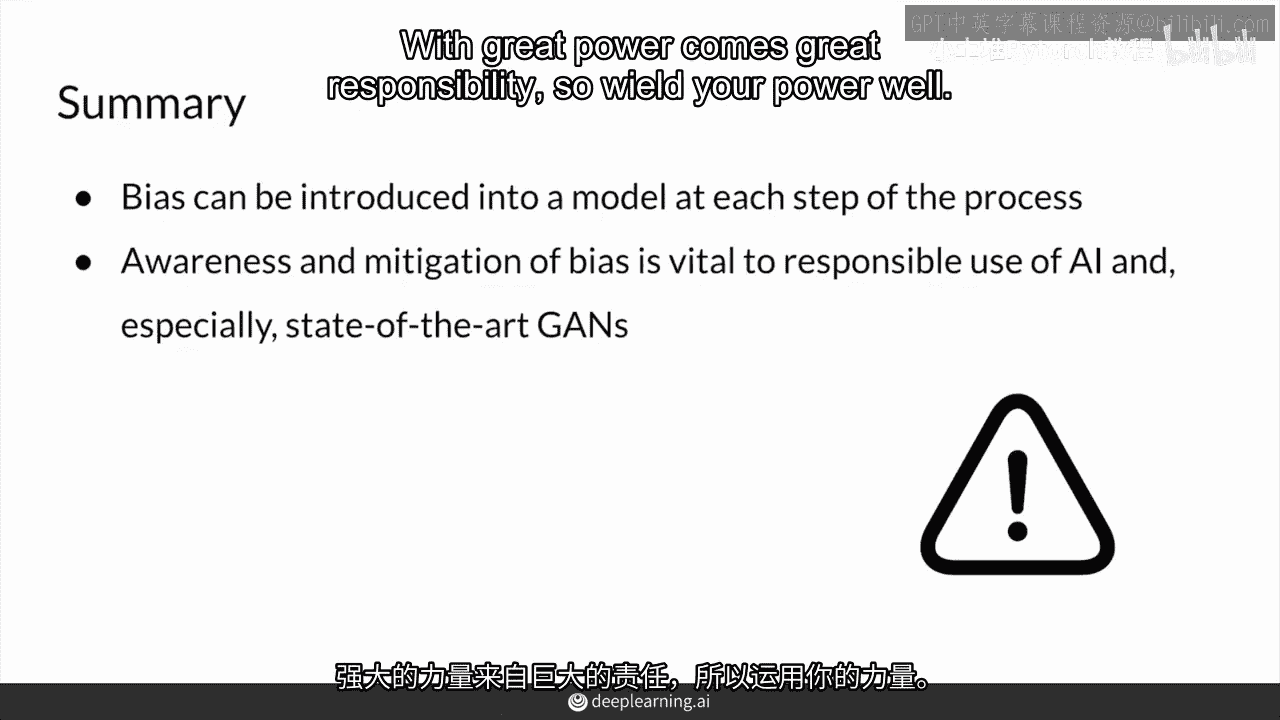 GPT中英字幕课程资源@bilibili.com
With great power comes great
responsibility, so wield your power well.
Summary
● Bias can be introduced into a model at each step of the process
● Awareness and mitigation of bias is vital to responsible use of AI and,
especially, state-of-the-art GANs
强大的力量来自巨大的责任，所以运用你的力量。
deeplearning.ai